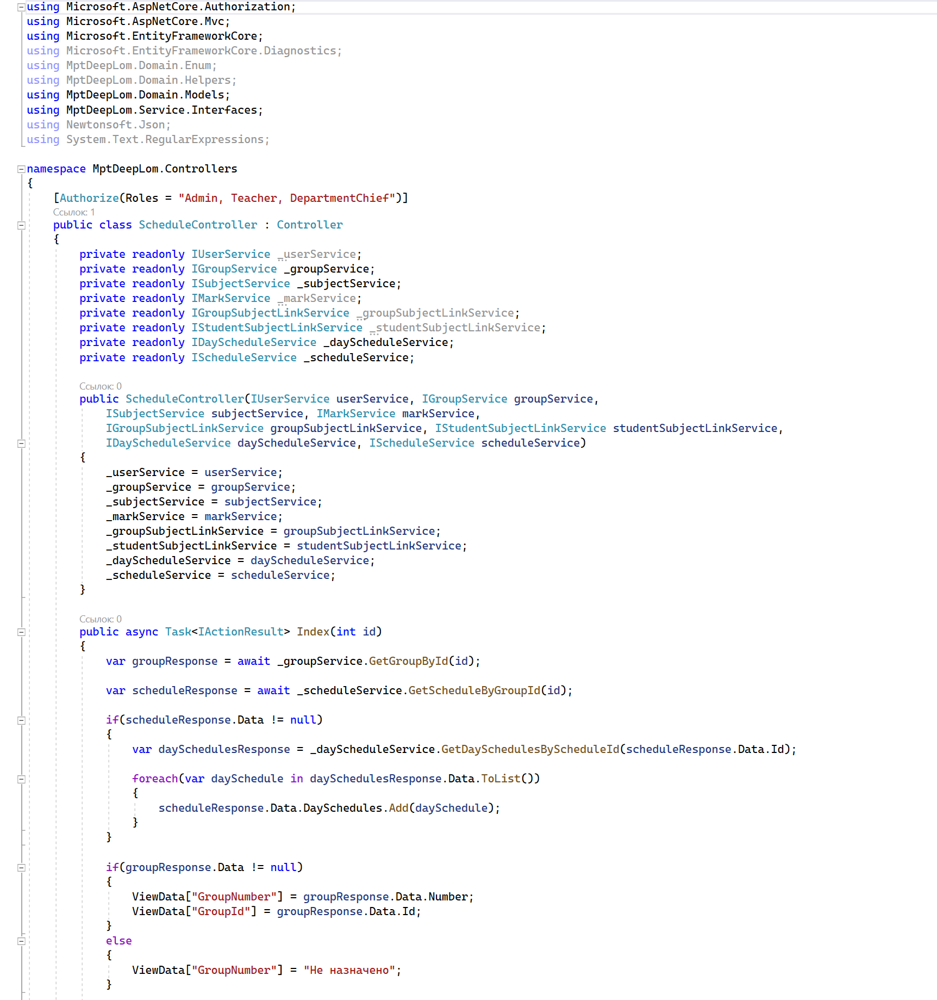 using Microsoft.AspNetCore.Authorization;
using Microsoft.AspNetCore.Mvc;
using Microsoft.EntityFrameworkCore;
using Microsoft.EntityFrameworkCore.Diagnostics;
using MptDeepLom.Domain.Enum;
using MptDeepLom.Domain.Helpers;
using MptDeepLom.Domain.Models;
using MptDeepLom.Service.Interfaces;
using Newtonsoft.Json;
using System.Text.RegularExpressions;

namespace MptDeepLom.Controllers
{
    [Authorize(Roles = "Admin, Teacher, DepartmentChief")]
    Ссылок: 1
    public class ScheduleController : Controller
    {
        private readonly IUserService _userService;
        private readonly IGroupService _groupService;
        private readonly ISubjectService _subjectService;
        private readonly IMarkService _markService;
        private readonly IGroupSubjectLinkService _groupSubjectLinkService;
        private readonly IStudentSubjectLinkService _studentSubjectLinkService;
        private readonly IDayScheduleService _dayScheduleService;
        private readonly IScheduleService _scheduleService;

        Ссылок: 0
        public ScheduleController(IUserService userService, IGroupService groupService,
            ISubjectService subjectService, IMarkService markService,
            IGroupSubjectLinkService groupSubjectLinkService, IStudentSubjectLinkService studentSubjectLinkService,
            IDayScheduleService dayScheduleService, IScheduleService scheduleService)
        {
            _userService = userService;
            _groupService = groupService;
            _subjectService = subjectService;
            _markService = markService;
            _groupSubjectLinkService = groupSubjectLinkService;
            _studentSubjectLinkService = studentSubjectLinkService;
            _dayScheduleService = dayScheduleService;
            _scheduleService = scheduleService;
        }

        Ссылок: 0
        public async Task<IActionResult> Index(int id)
        {
            var groupResponse = await _groupService.GetGroupById(id);

            var scheduleResponse = await _scheduleService.GetScheduleByGroupId(id);

            if(scheduleResponse.Data != null)
            {
                var daySchedulesResponse = _dayScheduleService.GetDaySchedulesByScheduleId(scheduleResponse.Data.Id);

                foreach(var daySchedule in daySchedulesResponse.Data.ToList())
                {
                    scheduleResponse.Data.DaySchedules.Add(daySchedule);
                }
            }

            if(groupResponse.Data != null)
            {
                ViewData["GroupNumber"] = groupResponse.Data.Number;
                ViewData["GroupId"] = groupResponse.Data.Id;
            }
            else
            {
                ViewData["GroupNumber"] = "Не назначено";
            }